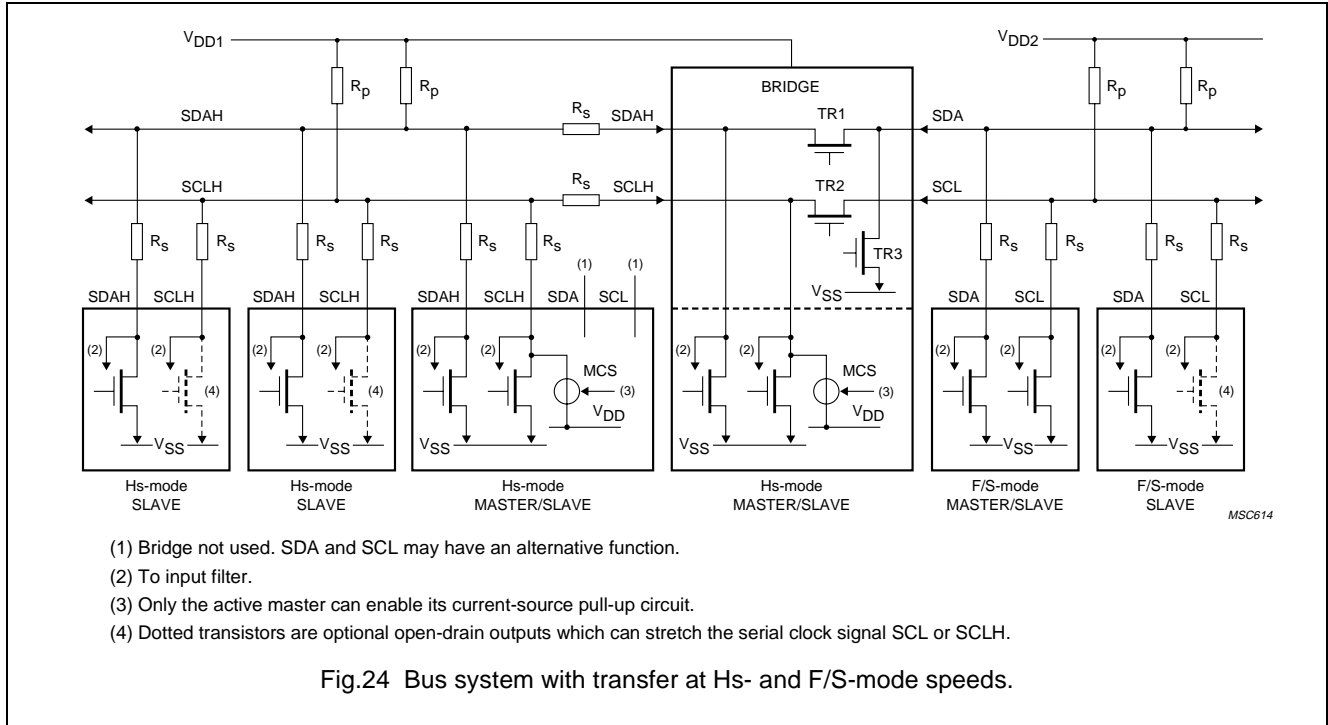 VDD1
VDD2
Rp Rp BRIDGE Rp Rp
SDAH Rs SDAH TR1 SDA
SCLH Rs SCLH TR2 SCL
Rs Rs Rs Rs Rs Rs TR3 Rs Rs Rs Rs
(1) (1)
VSS
SDAH SCLH SDAH SCLH SDAH SCLH SDA SCL SDA SCL SDA SCL
(2) (2) (2) (2) (2) (2) (2) (2) (2) (2) (2) (2)
MCS MCS
(4) (4) (3) (3) (4)
VDD VDD
VSS VSS VSS VSS VSS VSS
Hs-mode Hs-mode Hs-mode Hs-mode F/S-mode F/S-mode
SLAVE SLAVE MASTER/SLAVE MASTER/SLAVE MASTER/SLAVE SLAVE
MSC614
(1) Bridge not used. SDA and SCL may have an alternative function.
(2) To input filter.
(3) Only the active master can enable its current-source pull-up circuit.
(4) Dotted transistors are optional open-drain outputs which can stretch the serial clock signal SCL or SCLH.
Fig.24 Bus system with transfer at Hs- and F/S-mode speeds.